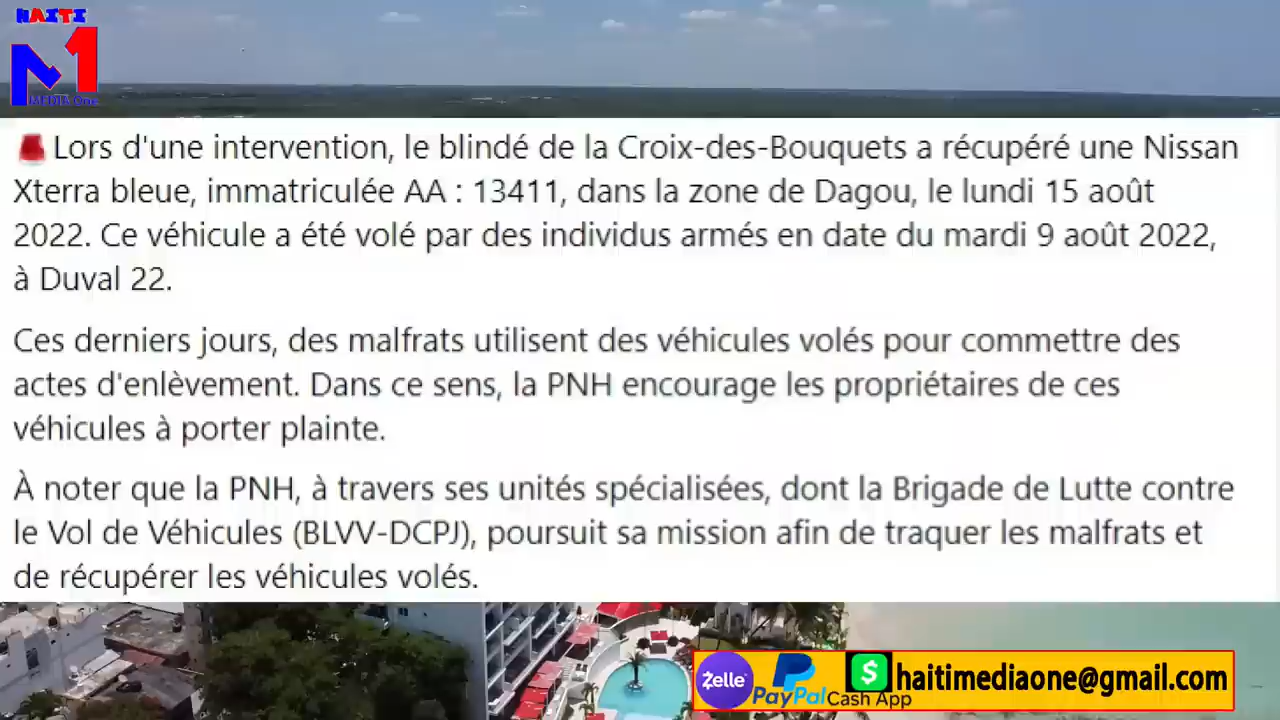 HAITI
M1
MEDIA One
Lors d'une intervention, le blindé de la Croix-des-Bouquets a récupéré une Nissan
Xterra bleue, immatriculée AA : 13411, dans la zone de Dagou, le lundi 15 août
2022. Ce véhicule a été volé par des individus armés en date du mardi 9 août 2022,
à Duval 22.
Ces derniers jours, des malfrats utilisent des véhicules volés pour commettre des
actes d'enlèvement. Dans ce sens, la PNH encourage les propriétaires de ces
véhicules à porter plainte.
À noter que la PNH, à travers ses unités spécialisées, dont la Brigade de Lutte contre
le Vol de Véhicules (BLVV-DCPJ), poursuit sa mission afin de traquer les malfrats et
de récupérer les véhicules volés.
Zelle
PayPal
$
Cash App
haitimediaone@gmail.com